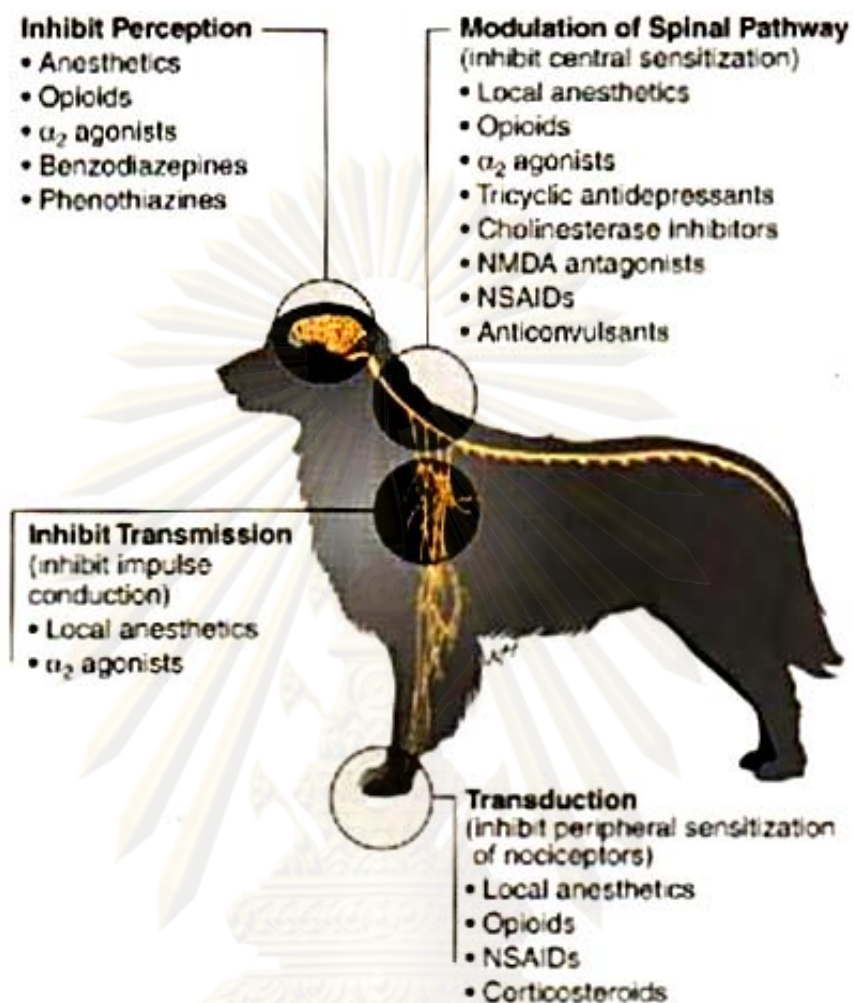 Inhibit Perception
• Anesthetics
• Opioids
• α₂ agonists
• Benzodiazepines
• Phenothiazines
Modulation of Spinal Pathway
(inhibit central sensitization)
• Local anesthetics
• Opioids
• α₂ agonists
• Tricyclic antidepressants
• Cholinesterase inhibitors
• NMDA antagonists
• NSAIDs
• Anticonvulsants
Inhibit Transmission
(inhibit impulse
conduction)
• Local anesthetics
• α₂ agonists
Transduction
(inhibit peripheral sensitization
of nociceptors)
• Local anesthetics
• Opioids
• NSAIDs
• Corticosteroids